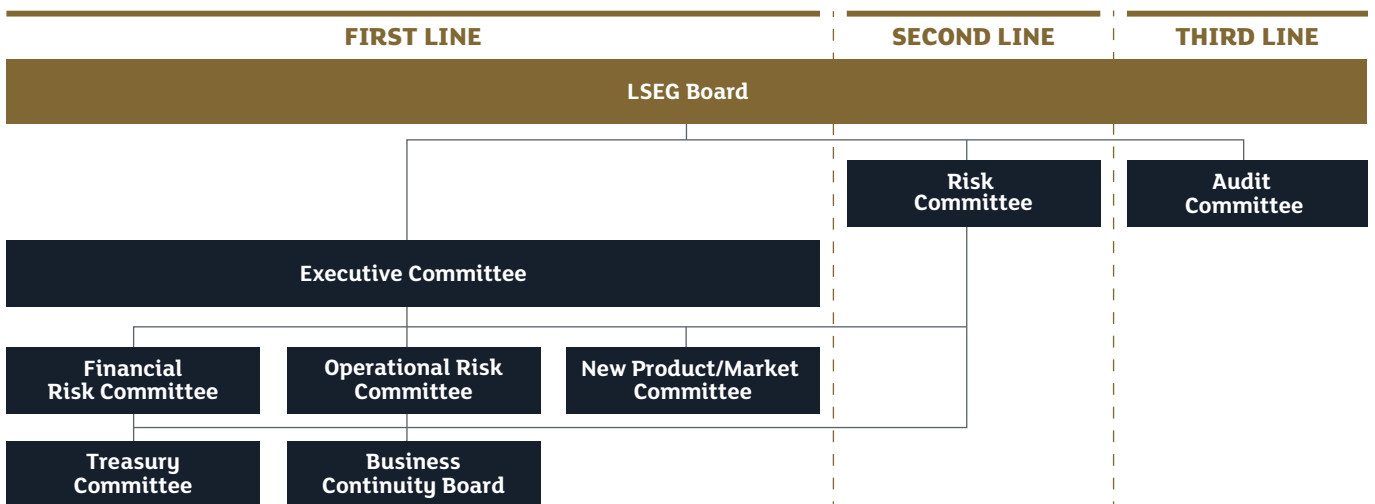 FIRST LINE
SECOND LINE
THIRD LINE
LSEG Board
Risk
Committee
Audit
Committee
Executive Committee
Financial
Risk Committee
Operational Risk
Committee
New Product/Market
Committee
Treasury
Committee
Business
Continuity Board